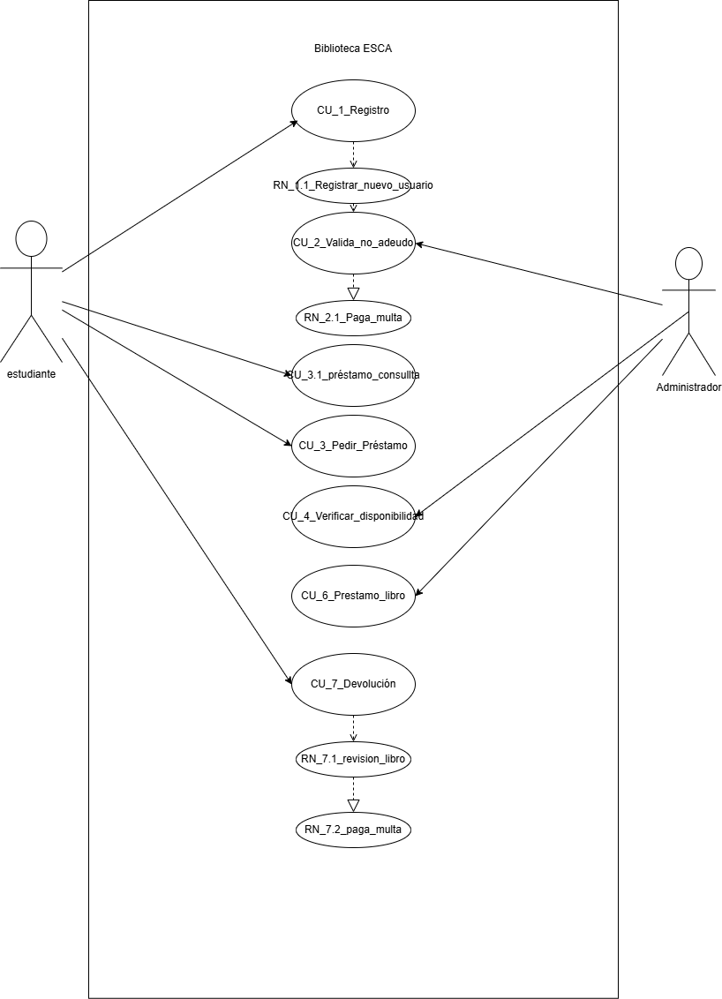 Biblioteca ESCA
CU_1_Registro
RN_1.1_Registrar_nuevo_usuario
CU_2_Valida_no_adeudo
RN_2.1_Paga_multa
CU_3.1_préstamo_consullta
CU_3_Pedir_Préstamo
CU_4_Verificar_disponibilidad
CU_6_Prestamo_libro
CU_7_Devolución
RN_7.1_revision_libro
RN_7.2_paga_multa
estudiante
Administrador